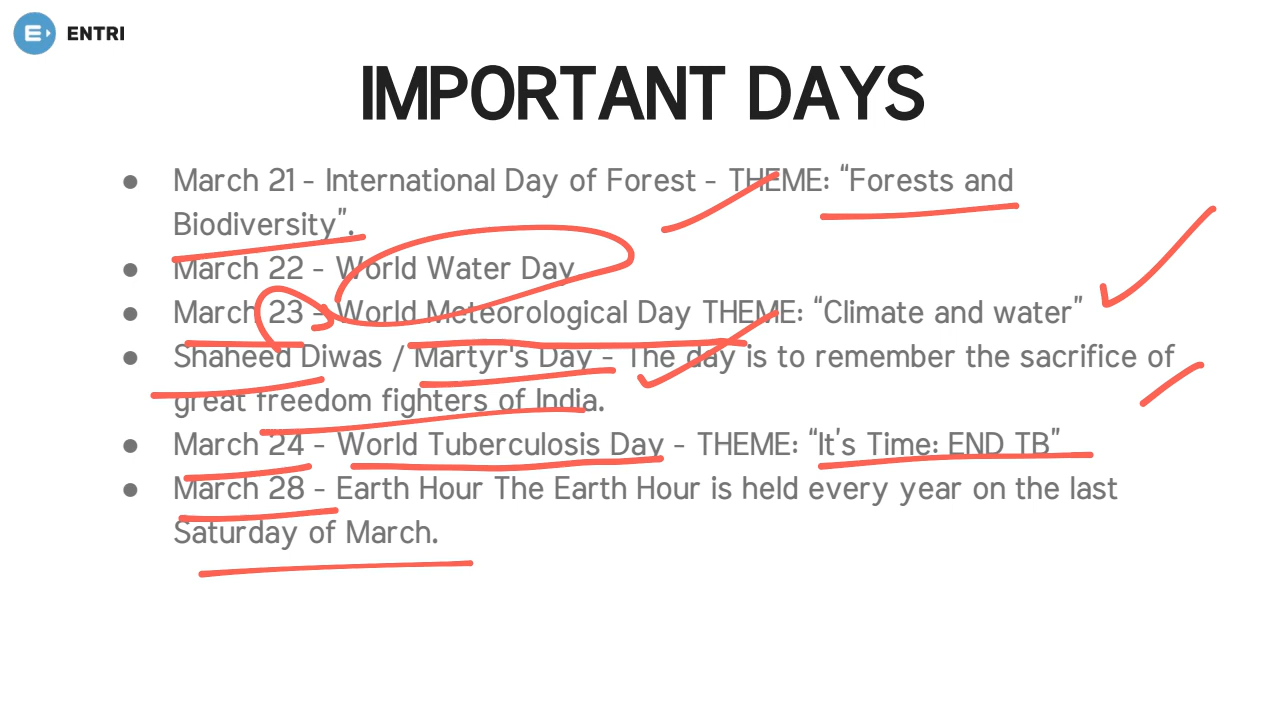 ENTRI
IMPORTANT DAYS
● March 21 - International Day of Forest - THEME: “Forests and
Biodiversity”.
● March 22 - World Water Day
● March 23 - World Meteorological Day THEME: “Climate and water”
● Shaheed Diwas / Martyr's Day - The day is to remember the sacrifice of
great freedom fighters of India.
● March 24 - World Tuberculosis Day - THEME: “It's Time: END TB”
● March 28 - Earth Hour The Earth Hour is held every year on the last
Saturday of March.